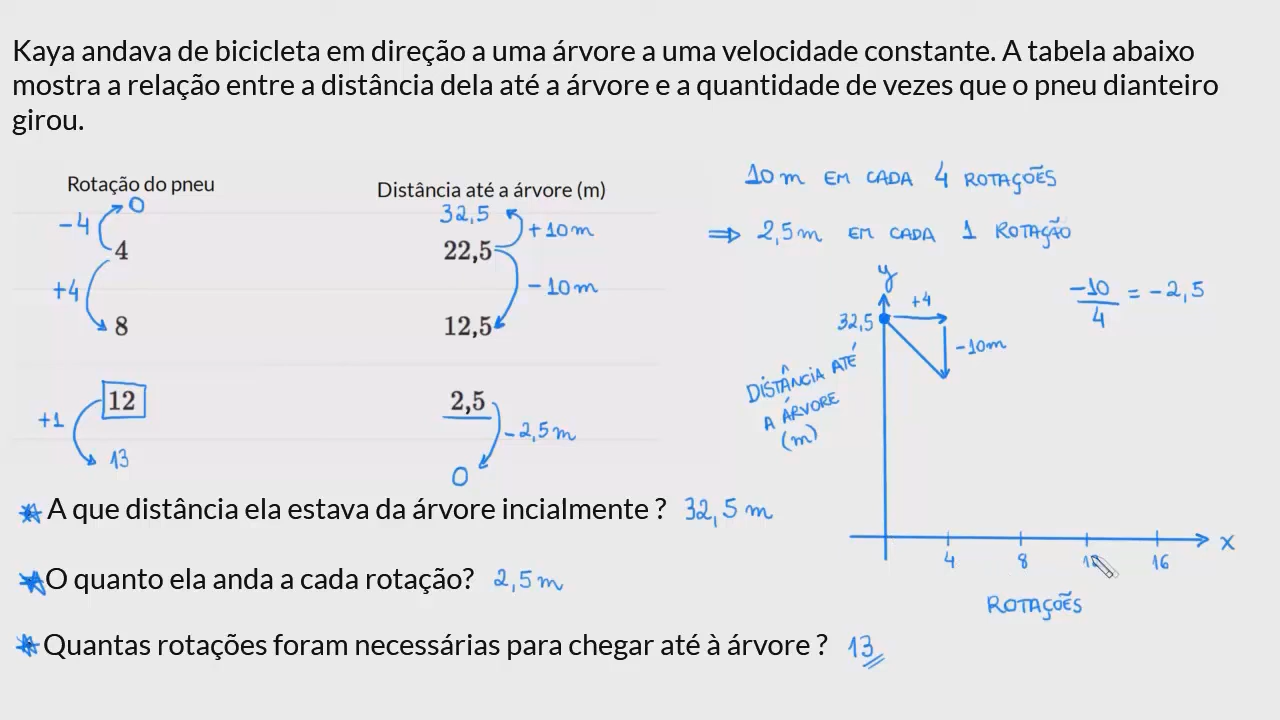 Kaya andava de bicicleta em direção a uma árvore a uma velocidade constante. A tabela abaixo
mostra a relação entre a distância dela até a árvore e a quantidade de vezes que o pneu dianteiro
girou.
Rotação do pneu
Distância até a árvore (m)
-4
0
32,5
+10m
4
22,5
+4
-10m
8
12,5
12
2,5
+1
-2,5m
13
0
10m EM CADA 4 ROTAÇÕES
⇒ 2,5m EM CADA 1 ROTAÇÃO
y
+4
32,5
-10m
-10/4 = -2,5
DISTÂNCIA ATÉ
A ÁRVORE
(m)
4 8 16
x
ROTAÇÕES
A que distância ela estava da árvore incialmente ? 32,5 m
O quanto ela anda a cada rotação? 2,5 m
Quantas rotações foram necessárias para chegar até à árvore ? 13